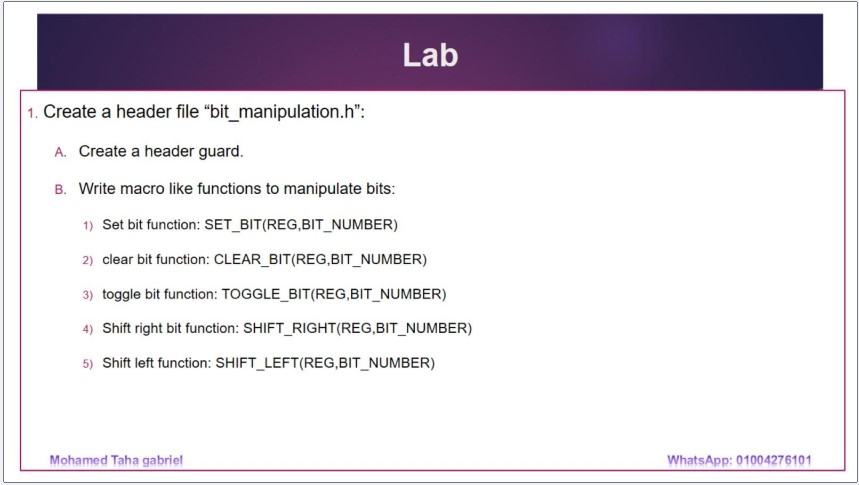 Lab
1. Create a header file “bit_manipulation.h”:
A. Create a header guard.
B. Write macro like functions to manipulate bits:
1) Set bit function: SET_BIT(REG,BIT_NUMBER)
2) clear bit function: CLEAR_BIT(REG,BIT_NUMBER)
3) toggle bit function: TOGGLE_BIT(REG,BIT_NUMBER)
4) Shift right bit function: SHIFT_RIGHT(REG,BIT_NUMBER)
5) Shift left function: SHIFT_LEFT(REG,BIT_NUMBER)
Mohamed Taha gabriel
WhatsApp: 01004276101